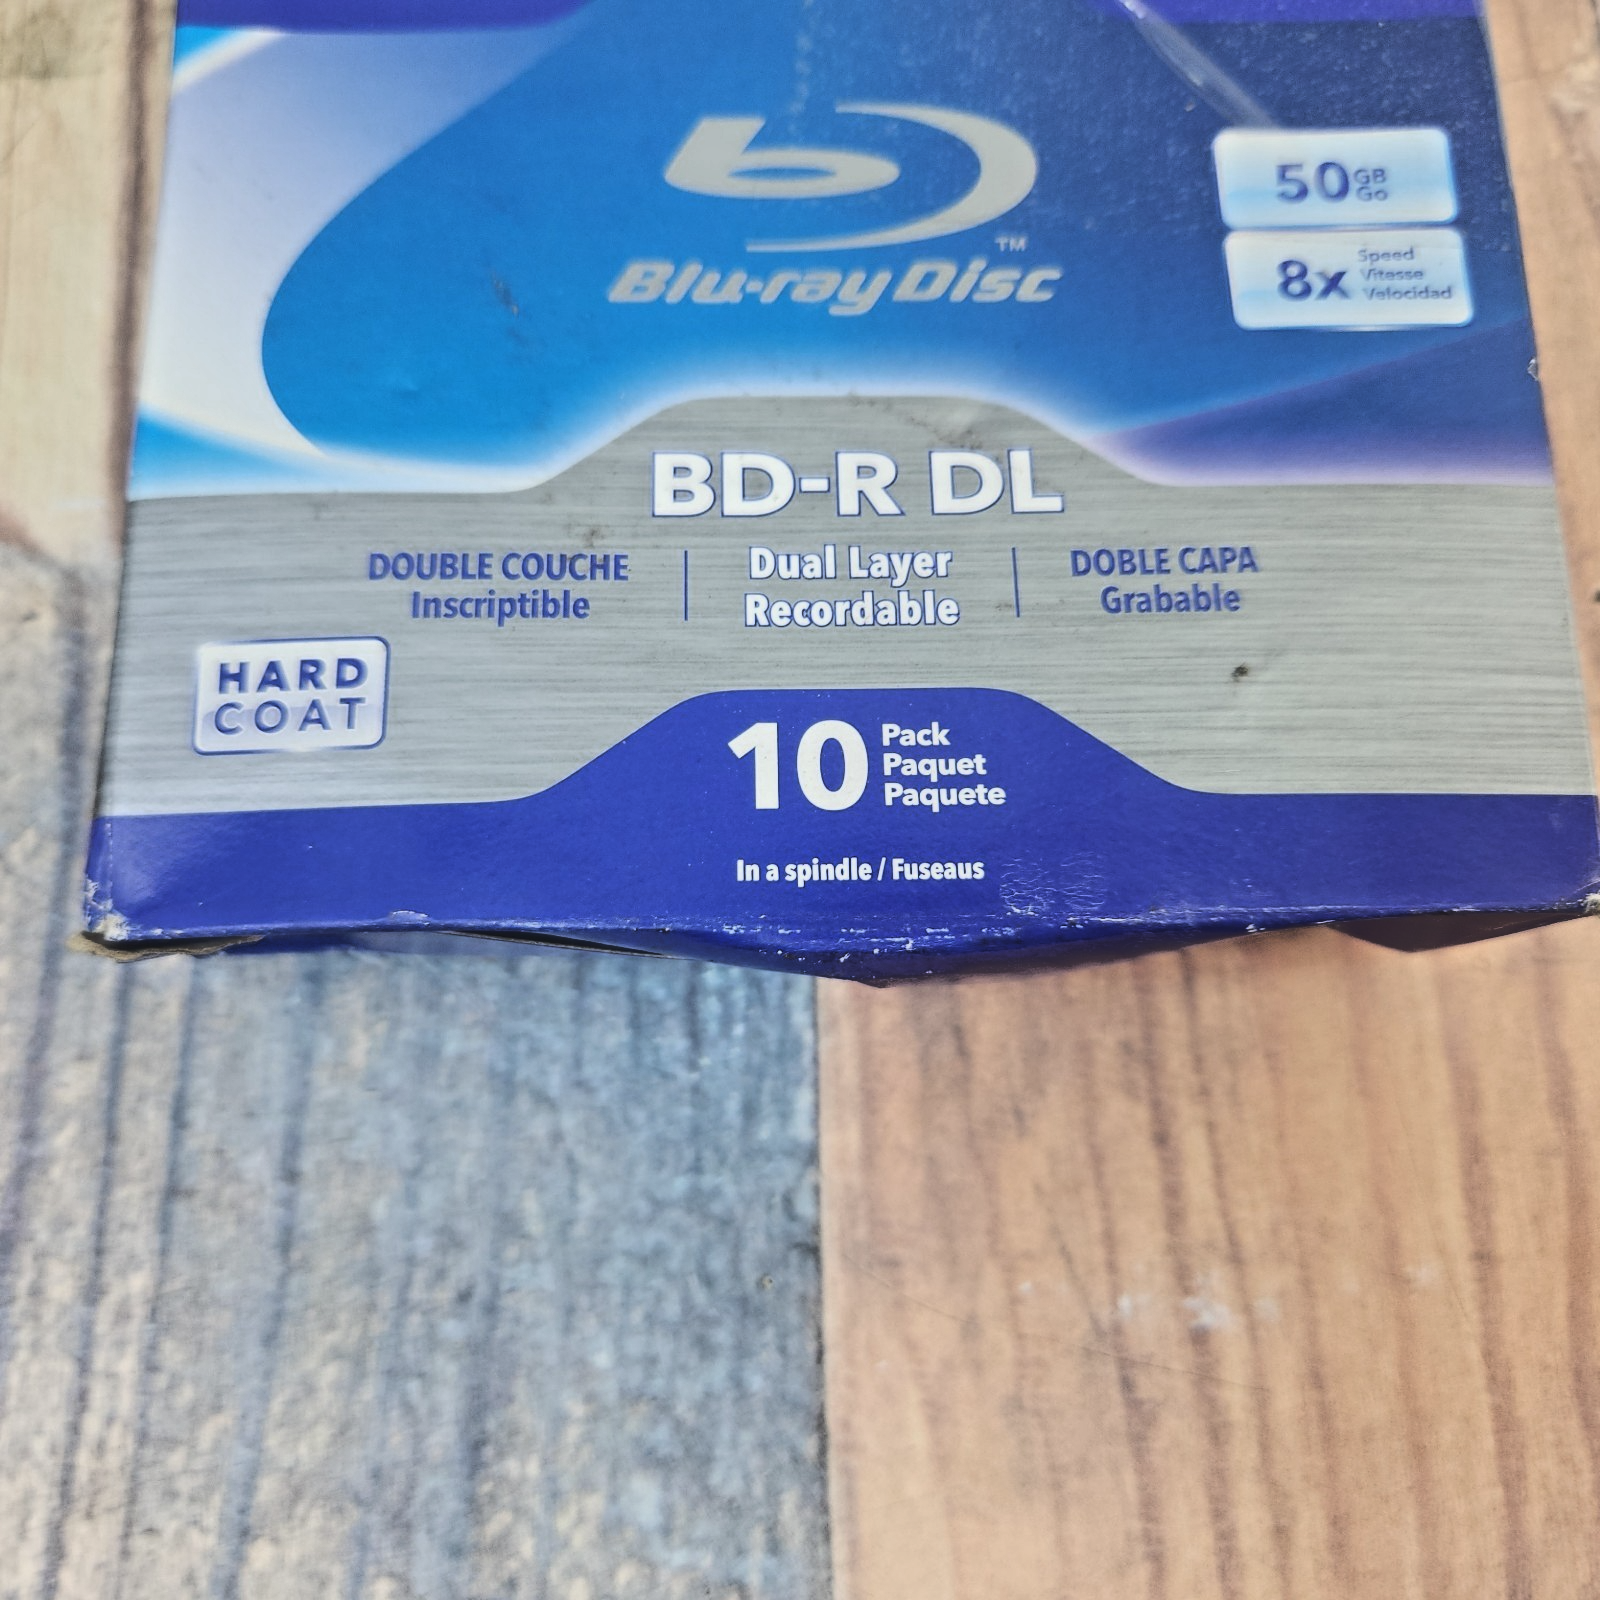 b
TM
Blu-ray Disc
50 GB
Go
8x Speed
Vitesse
Velocidad
BD-R DL
DOUBLE COUCHE
Inscriptible
Dual Layer
Recordable
DOBLE CAPA
Grabable
HARD
COAT
10 Pack
Paquet
Paquete
In a spindle / Fuseaus